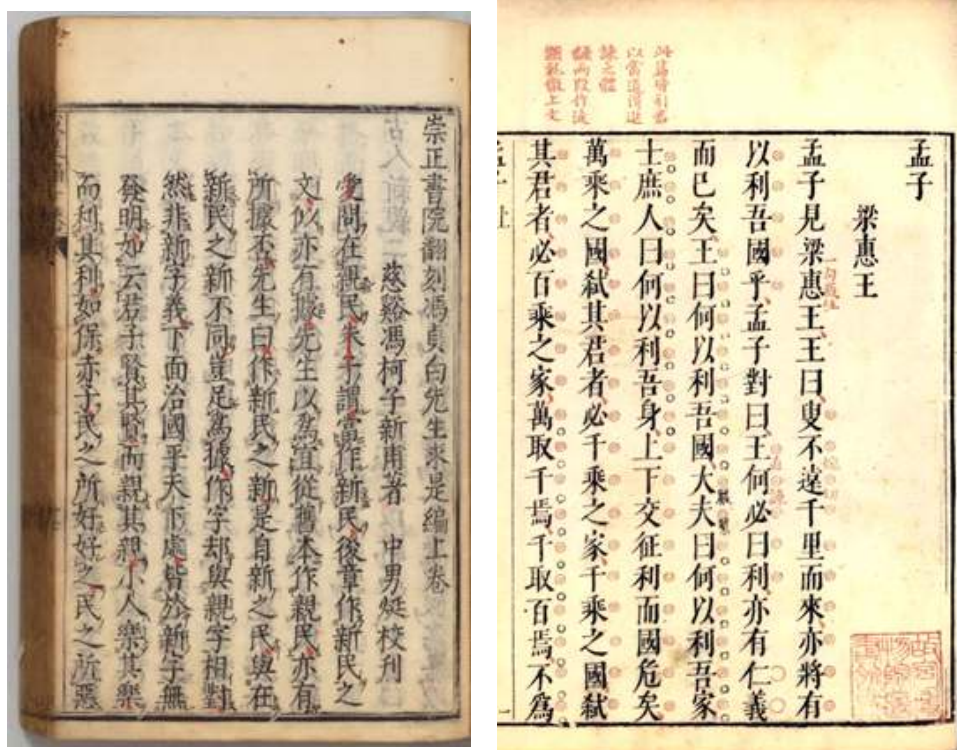 崇正書院翻刻馮貞白先生求是編上卷
慈谿馮柯子新甫著　中男烶校刊
愛問在親民朱子謂當作新民後章作新民之
文似亦有據先生以爲宜從舊本作親民亦有
所據否先生曰作新民之新是自新之民與在
新民之新不同豈足爲據作字却與親字相對
然非新字義下面治國平天下處皆於新字無
發明如云君子賢其賢而親其親小人樂其樂
而利其利如保赤子民之所好好之民之所惡
孟子
梁惠王
孟子見梁惠王王曰叟不遠千里而來亦將有
以利吾國乎孟子對曰王何必曰利亦有仁義
而已矣王曰何以利吾國大夫曰何以利吾家
士庶人曰何以利吾身上下交征利而國危矣
萬乘之國弒其君者必千乘之家千乘之國弒
其君者必百乘之家萬取千焉千取百焉不爲